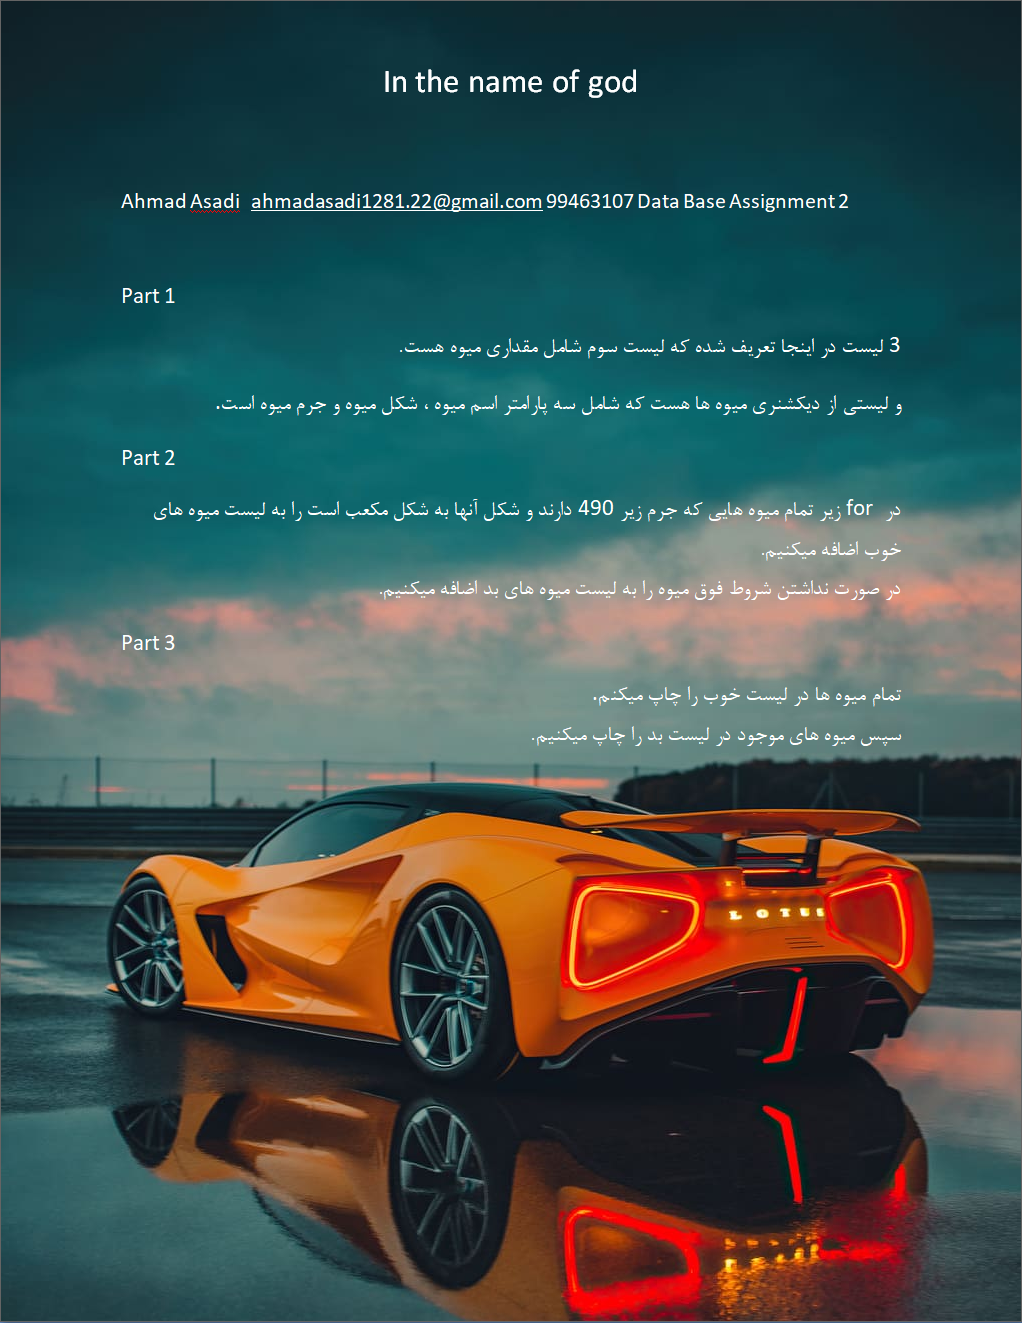 In the name of god
Ahmad Asadi ahmadasadi1281.22@gmail.com 99463107 Data Base Assignment 2
Part 1
3 لیست در اینجا تعریف شده که لیست سوم شامل مقداری میوه هست.
و لیستی از دیکشنری میوه ها هست که شامل سه پارامتر اسم میوه ، شکل میوه و جرم میوه است.
Part 2
در for زیر تمام میوه هایی که جرم زیر 490 دارند و شکل آنها به شکل مکعب است را به لیست میوه های
خوب اضافه میکنیم.
در صورت نداشتن شروط فوق میوه را به لیست میوه های بد اضافه میکنیم.
Part 3
تمام میوه ها در لیست خوب را چاپ میکنم.
سپس میوه های موجود در لیست بد را چاپ میکنیم.
LOTUS